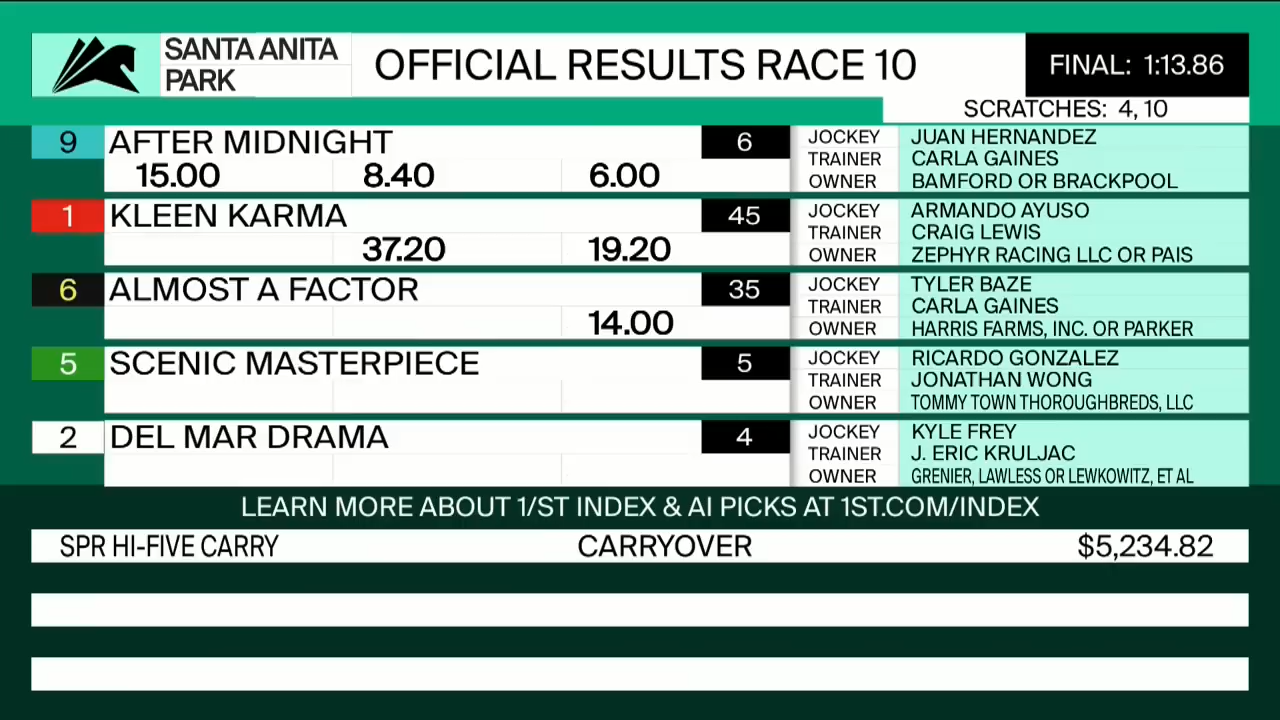 SANTA ANITA PARK
OFFICIAL RESULTS RACE 10
FINAL: 1:13.86
SCRATCHES: 4, 10
9 AFTER MIDNIGHT 6
15.00 8.40 6.00
JOCKEY JUAN HERNANDEZ
TRAINER CARLA GAINES
OWNER BAMFORD OR BRACKPOOL
1 KLEEN KARMA 45
37.20 19.20
JOCKEY ARMANDO AYUSO
TRAINER CRAIG LEWIS
OWNER ZEPHYR RACING LLC OR PAIS
6 ALMOST A FACTOR 35
14.00
JOCKEY TYLER BAZE
TRAINER CARLA GAINES
OWNER HARRIS FARMS, INC. OR PARKER
5 SCENIC MASTERPIECE 5
JOCKEY RICARDO GONZALEZ
TRAINER JONATHAN WONG
OWNER TOMMY TOWN THOROUGHBREDS, LLC
2 DEL MAR DRAMA 4
JOCKEY KYLE FREY
TRAINER J. ERIC KRULJAC
OWNER GRENIER, LAWLESS OR LEWKOWITZ, ET AL
LEARN MORE ABOUT 1/ST INDEX & AI PICKS AT 1ST.COM/INDEX
SPR HI-FIVE CARRY CARRYOVER $5,234.82